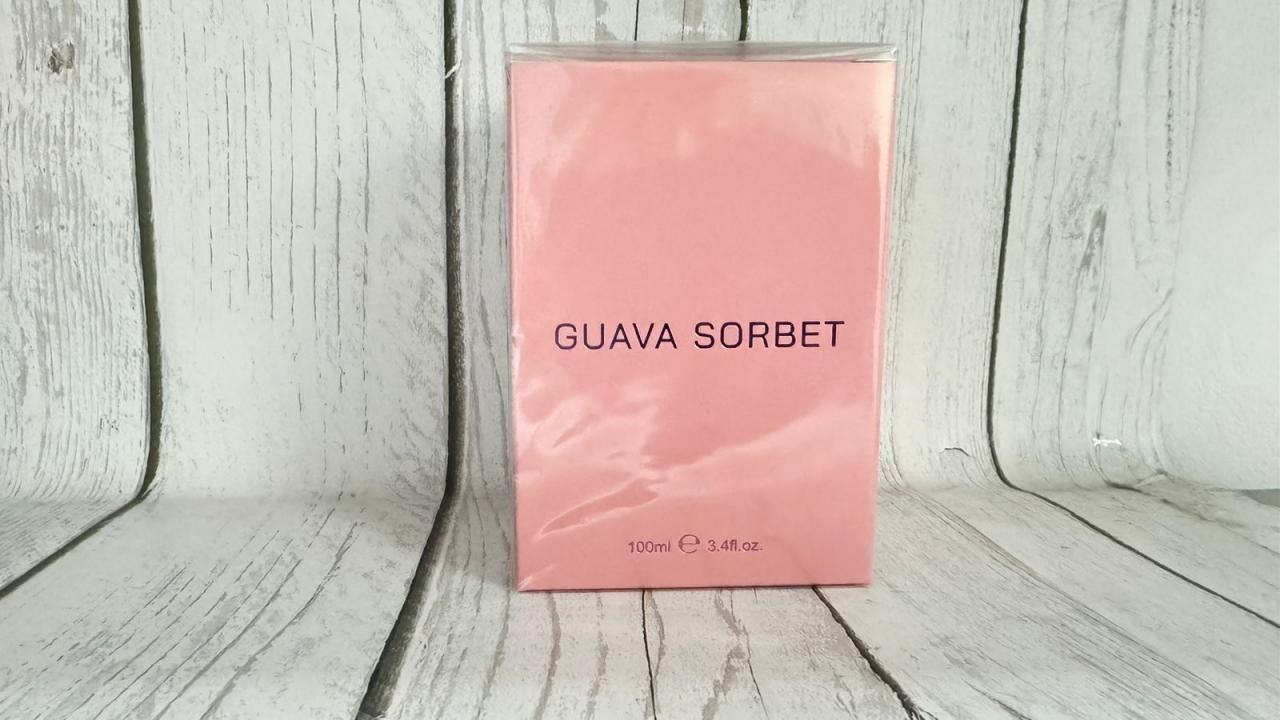 GUAVA SORBET
100ml ℮ 3.4fl.oz.